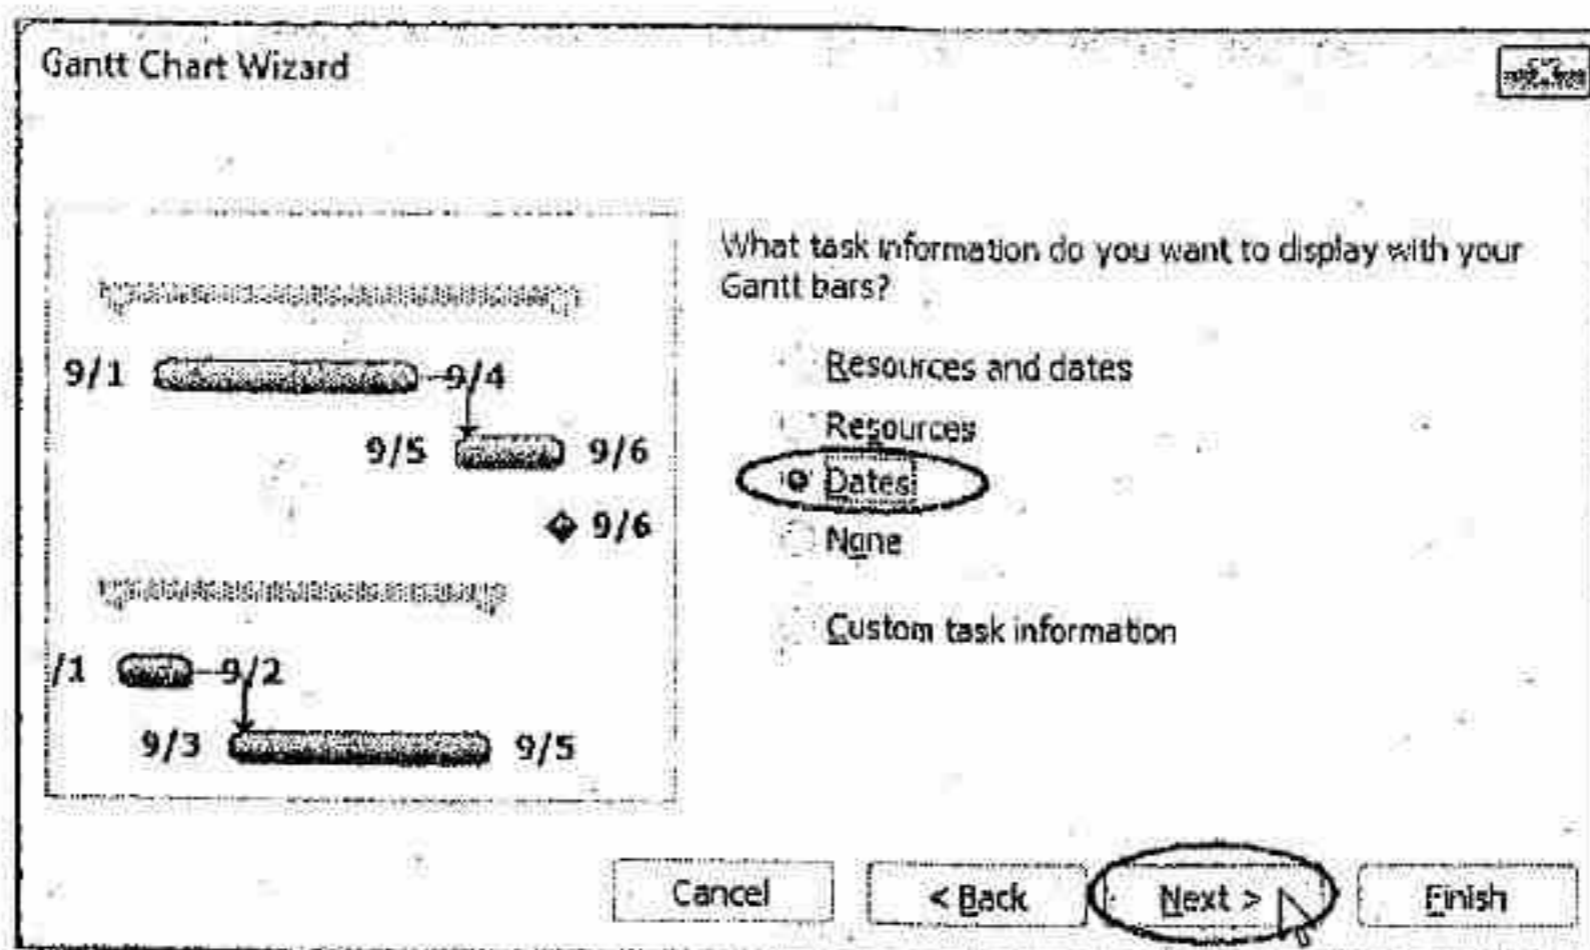 Gantt Chart Wizard
What task information do you want to display with your
Gantt bars?
Resources and dates
Resources
Dates
None
Custom task information
9/1 9/4
9/5 9/6
9/6
/1 9/2
9/3 9/5
Cancel
< Back
Next >
Finish